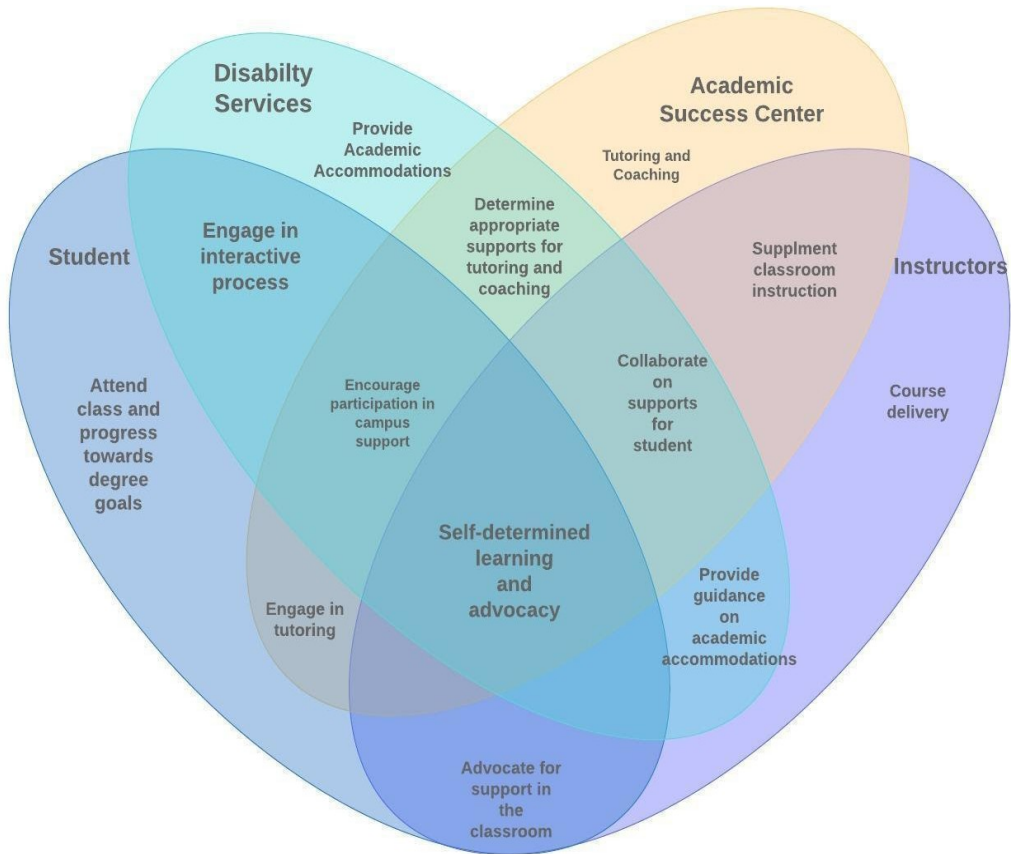 Disabilty
Services
Academic
Success Center
Provide
Academic
Accommodations
Tutoring and
Coaching
Student
Engage in
interactive
process
Determine
appropriate
supports for
tutoring and
coaching
Supplment
classroom
instruction
Instructors
Attend
class and
progress
towards
degree
goals
Encourage
participation in
campus
support
Collaborate
on
supports
for
student
Course
delivery
Self-determined
learning
and
advocacy
Engage in
tutoring
Provide
guidance
on
academic
accommodations
Advocate for
support in
the
classroom